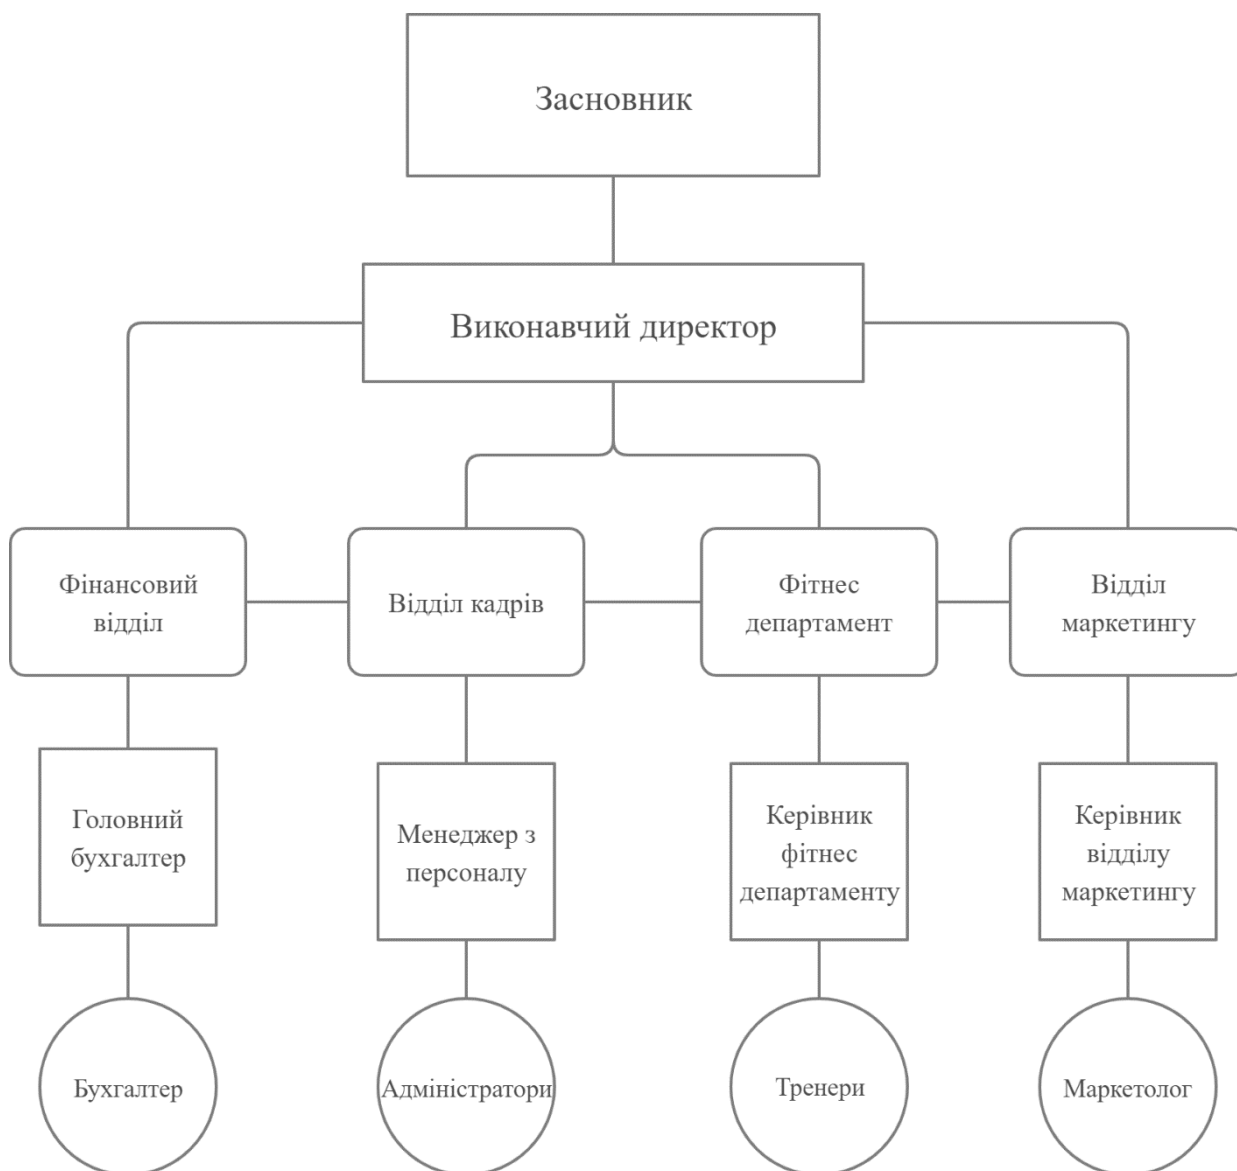 Засновник
Виконавчий директор
Фінансовий
відділ
Відділ кадрів
Фітнес
департамент
Відділ
маркетингу
Головний
бухгалтер
Менеджер з
персоналу
Керівник
фітнес
департаменту
Керівник
відділу
маркетингу
Бухгалтер
Адміністратори
Тренери
Маркетолог